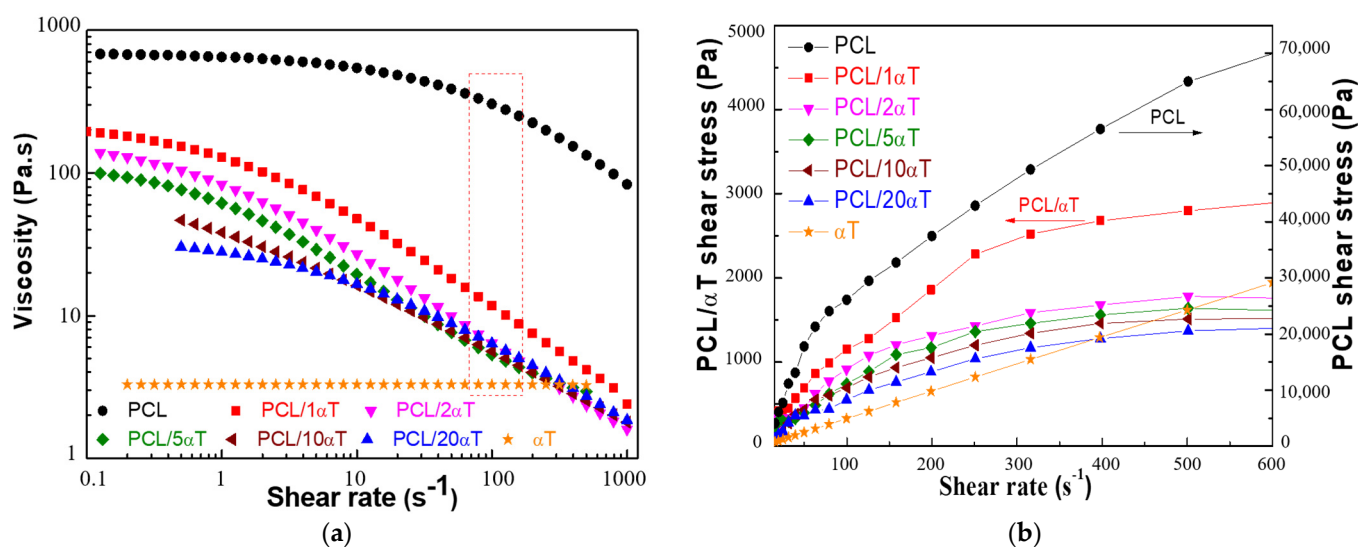 1000
100
10
1
Viscosity (Pa.s)
PCL
PCL/1αT
PCL/2αT
PCL/5αT
PCL/10αT
PCL/20αT
αT
0.1
1
10
100
1000
Shear rate (s-1)
(a)
5000
4000
3000
2000
1000
0
PCL/αT shear stress (Pa)
PCL
PCL/1αT
PCL/2αT
PCL/5αT
PCL/10αT
PCL/20αT
αT
PCL
PCL/αT
70,000
60,000
50,000
40,000
30,000
20,000
10,000
0
PCL shear stress (Pa)
100
200
300
400
500
600
Shear rate (s-1)
(b)